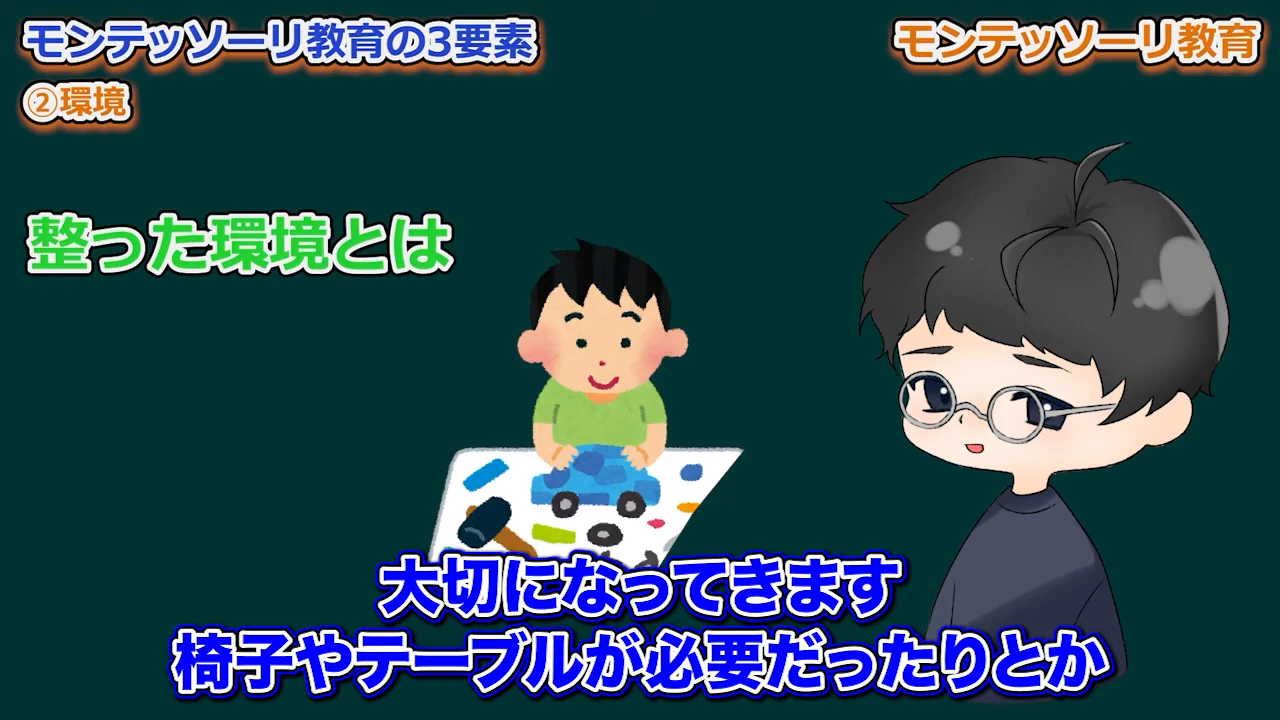 モンテッソーリ教育の3要素
モンテッソーリ教育
②環境
整った環境とは
大切になってきます
椅子やテーブルが必要だったりとか